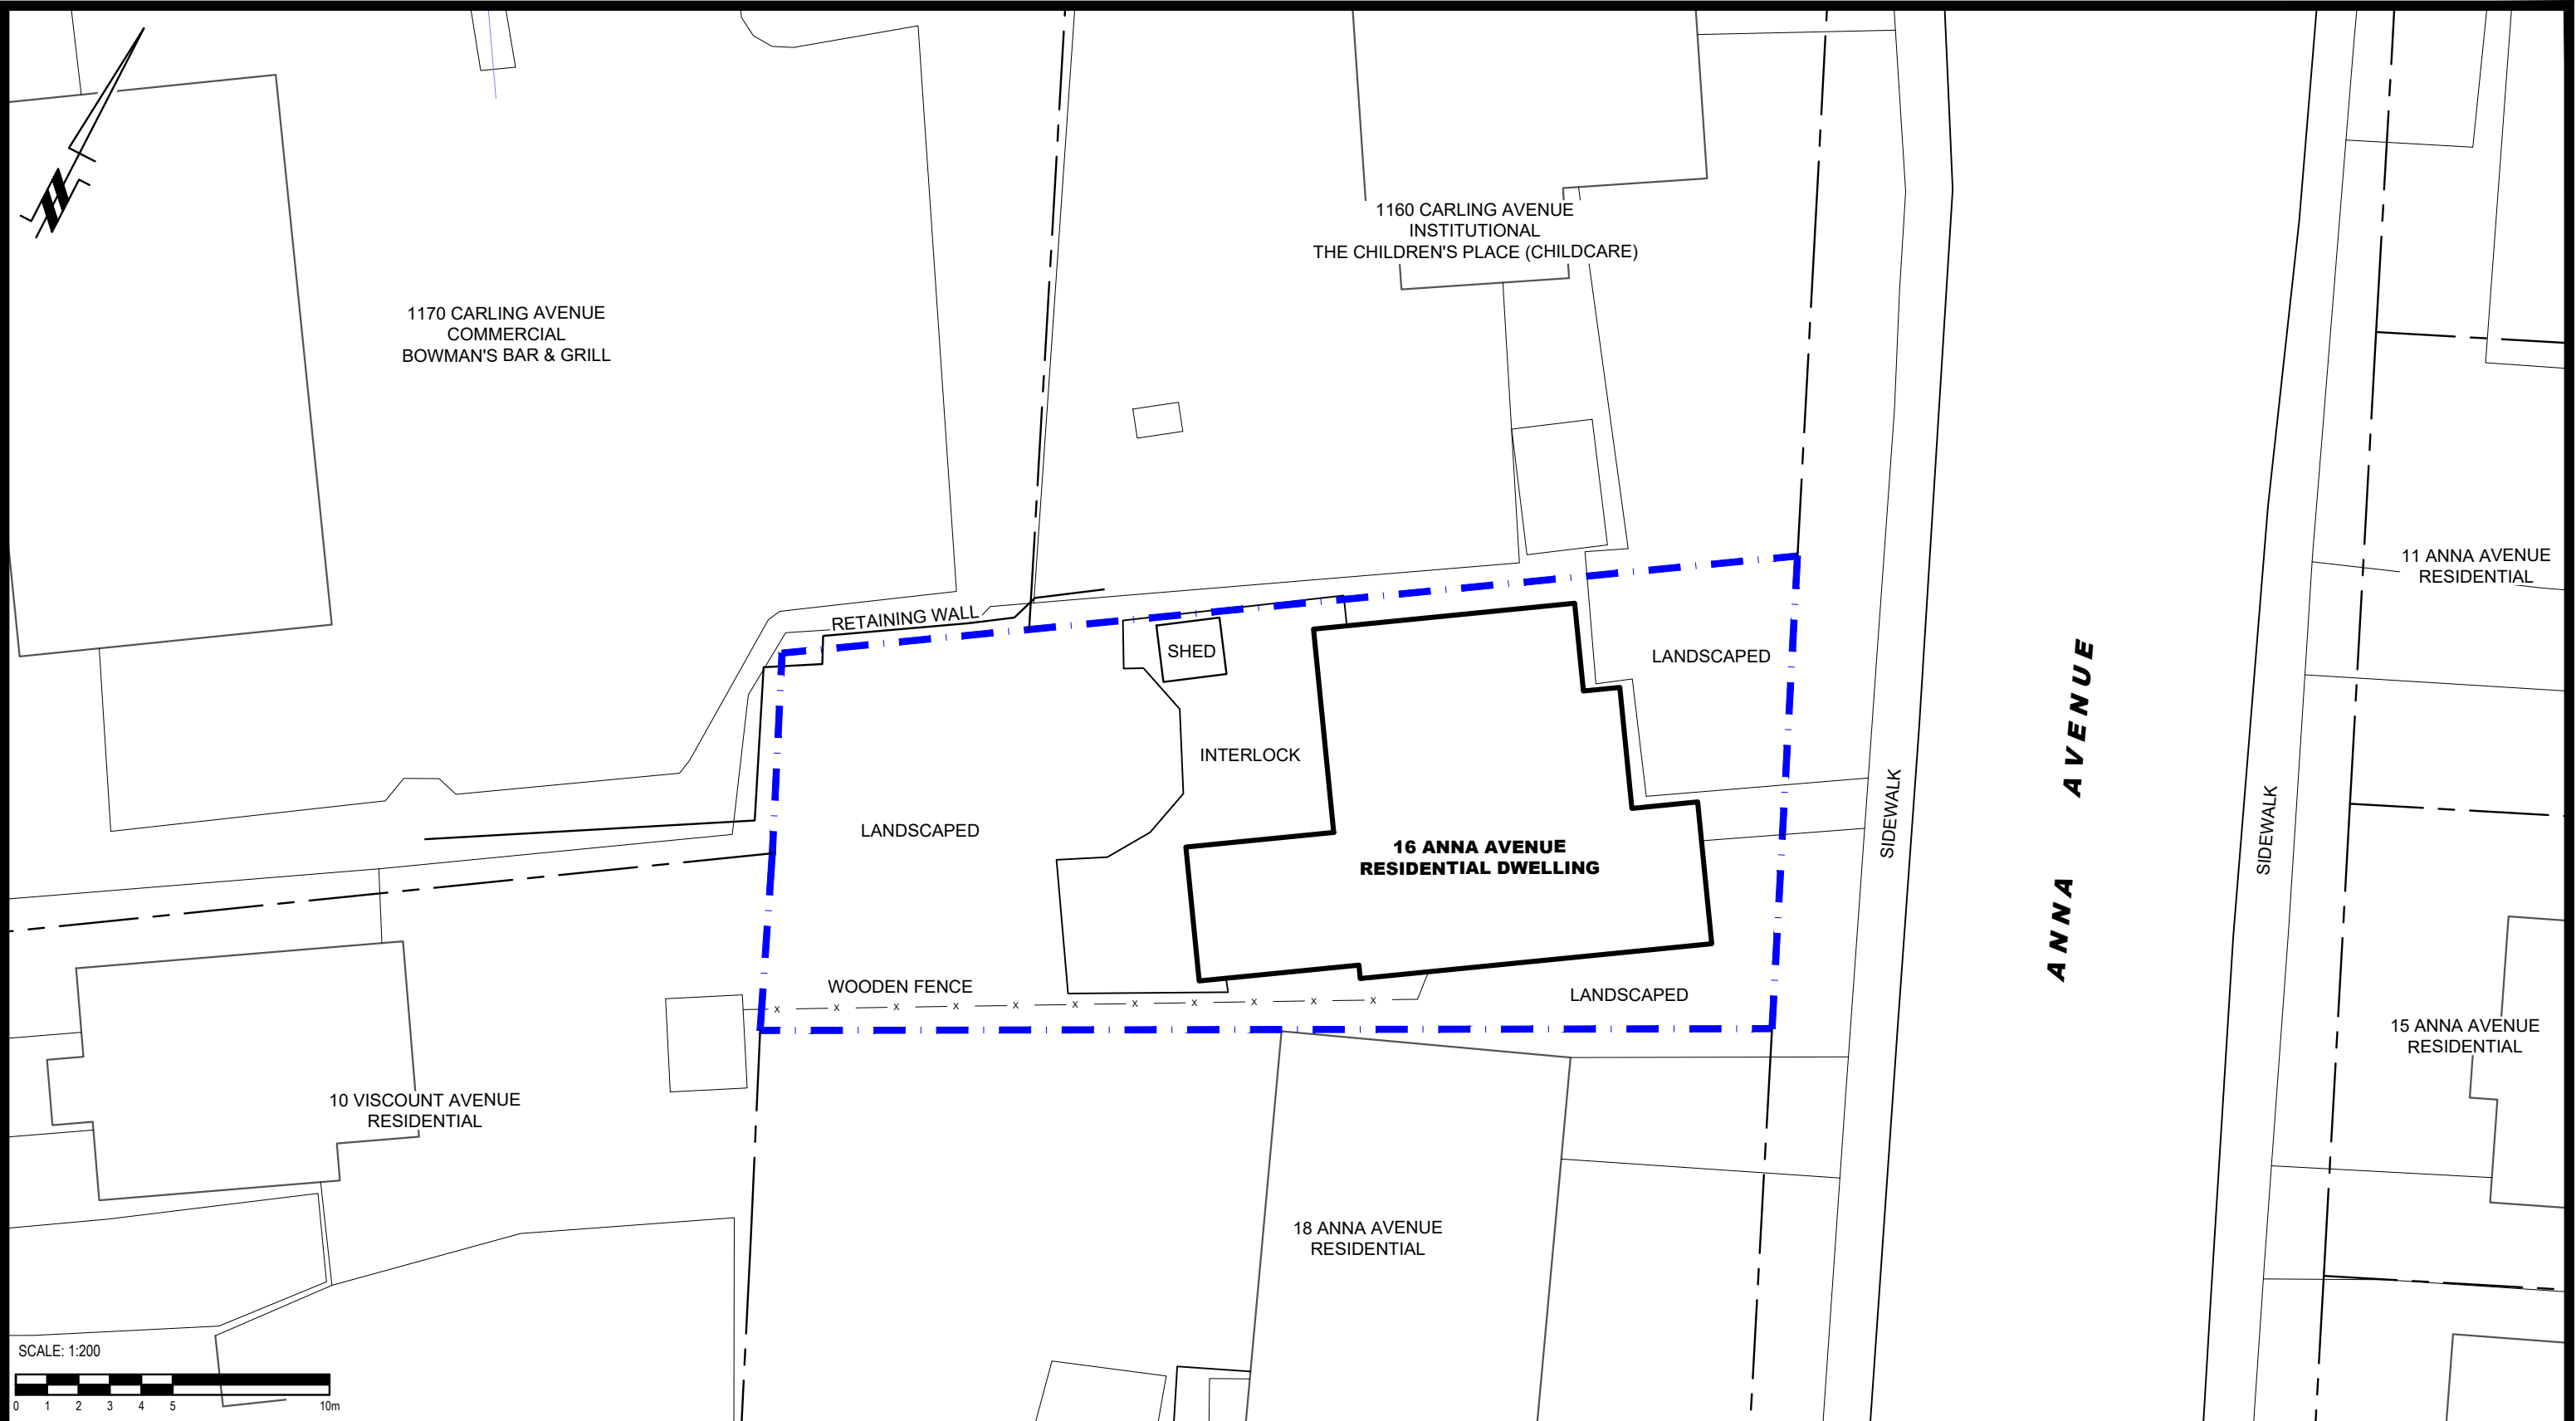 1160 CARLING AVENUE
INSTITUTIONAL
THE CHILDREN'S PLACE (CHILDCARE)
1170 CARLING AVENUE
COMMERCIAL
BOWMAN'S BAR & GRILL
11 ANNA AVENUE
RESIDENTIAL
RETAINING WALL
SHED
LANDSCAPED
INTERLOCK
LANDSCAPED
16 ANNA AVENUE
RESIDENTIAL DWELLING
SIDEWALK
ANNA AVENUE
SIDEWALK
WOODEN FENCE
x x x x x x x x x x x
LANDSCAPED
15 ANNA AVENUE
RESIDENTIAL
10 VISCOUNT AVENUE
RESIDENTIAL
18 ANNA AVENUE
RESIDENTIAL
SCALE: 1:200
0 1 2 3 4 5 10m